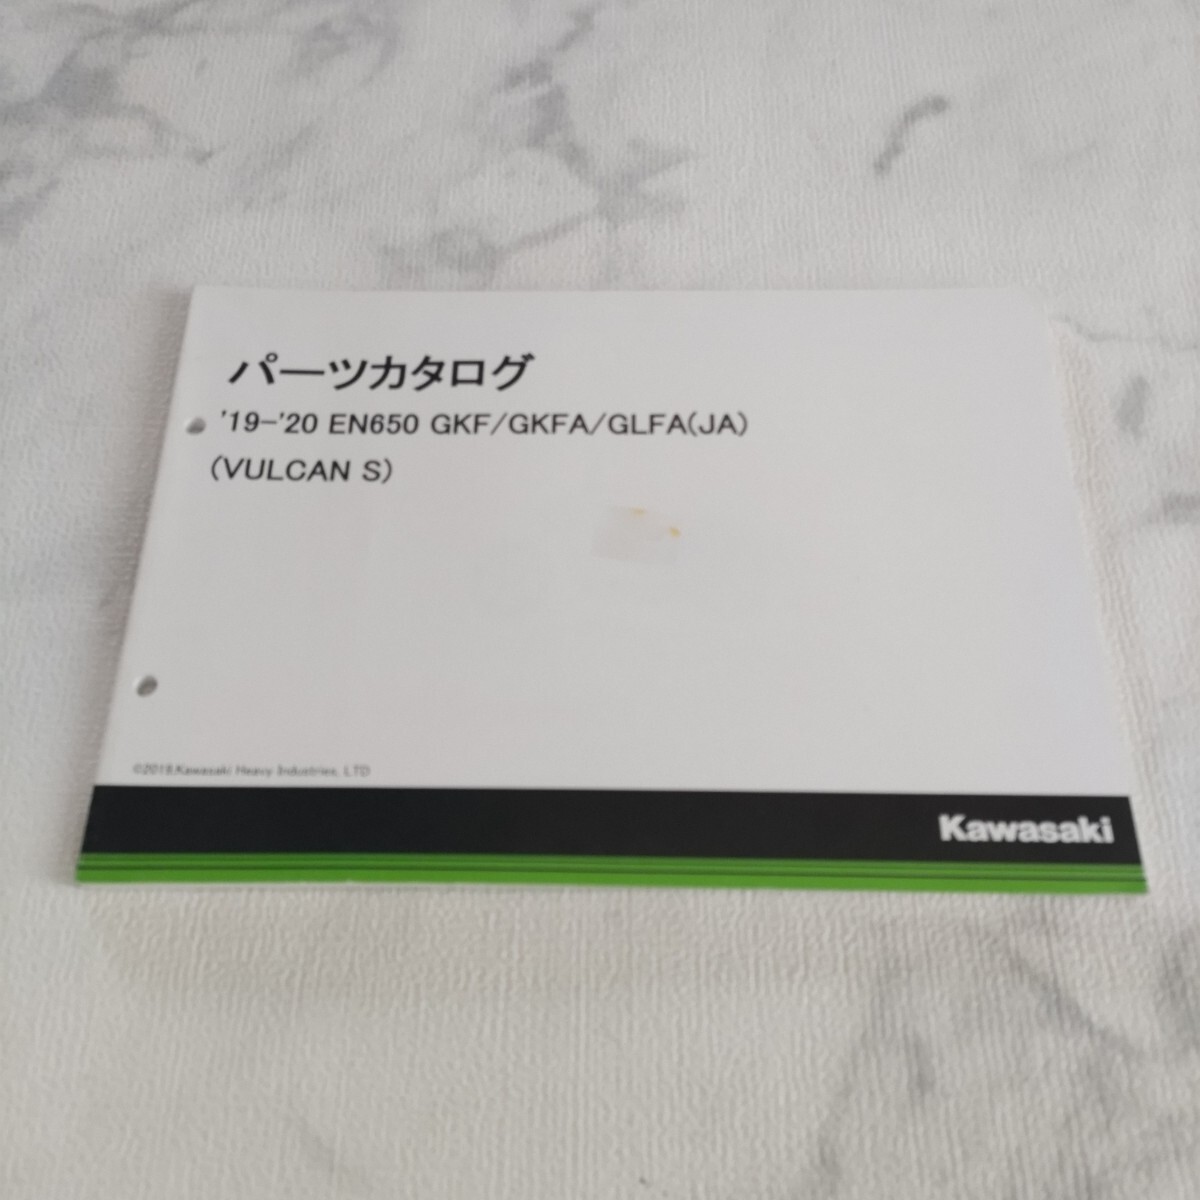 パーツカタログ
'19-'20 EN650 GKF/GKFA/GLFA(JA)
(VULCAN S)
©2018.Kawasaki Heavy Industries, LTD
Kawasaki